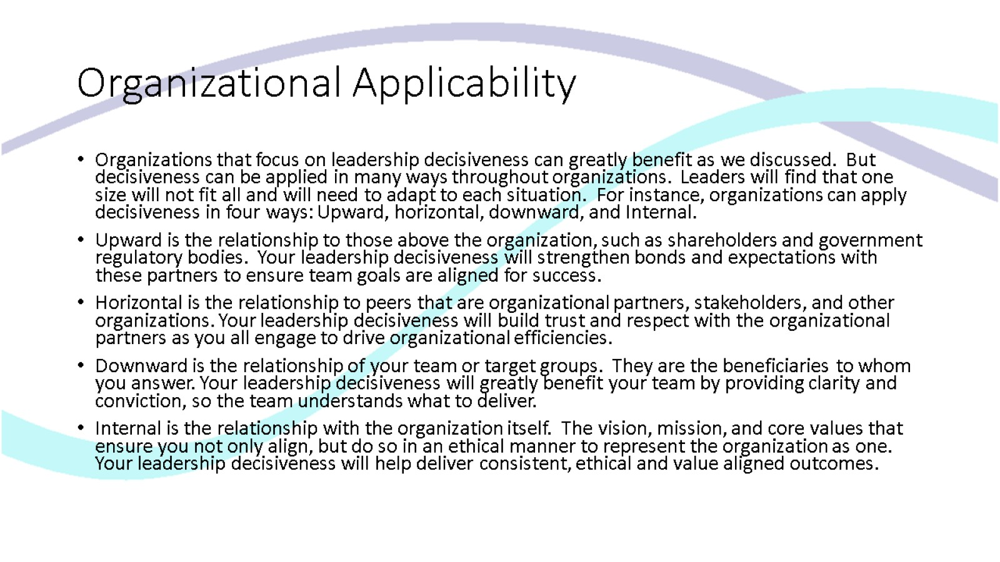 Organizational Applicability
• Organizations that focus on leadership decisiveness can greatly benefit as we discussed.  But
decisiveness can be applied in many ways throughout organizations.  Leaders will find that one
size will not fit all and will need to adapt to each situation.  For instance, organizations can apply
decisiveness in four ways: Upward, horizontal, downward, and Internal.
• Upward is the relationship to those above the organization, such as shareholders and government
regulatory bodies.  Your leadership decisiveness will strengthen bonds and expectations with
these partners to ensure team goals are aligned for success.
• Horizontal is the relationship to peers that are organizational partners, stakeholders, and other
organizations. Your leadership decisiveness will build trust and respect with the organizational
partners as you all engage to drive organizational efficiencies.
• Downward is the relationship of your team or target groups.  They are the beneficiaries to whom
you answer. Your leadership decisiveness will greatly benefit your team by providing clarity and
conviction, so the team understands what to deliver.
• Internal is the relationship with the organization itself.  The vision, mission, and core values that
ensure you not only align, but do so in an ethical manner to represent the organization as one.
Your leadership decisiveness will help deliver consistent, ethical and value aligned outcomes.